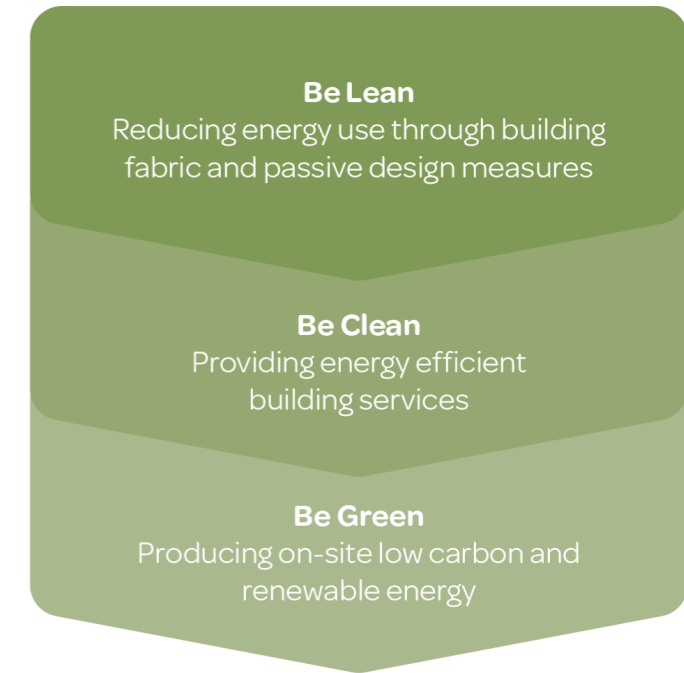 Be Lean
Reducing energy use through building
fabric and passive design measures
Be Clean
Providing energy efficient
building services
Be Green
Producing on-site low carbon and
renewable energy